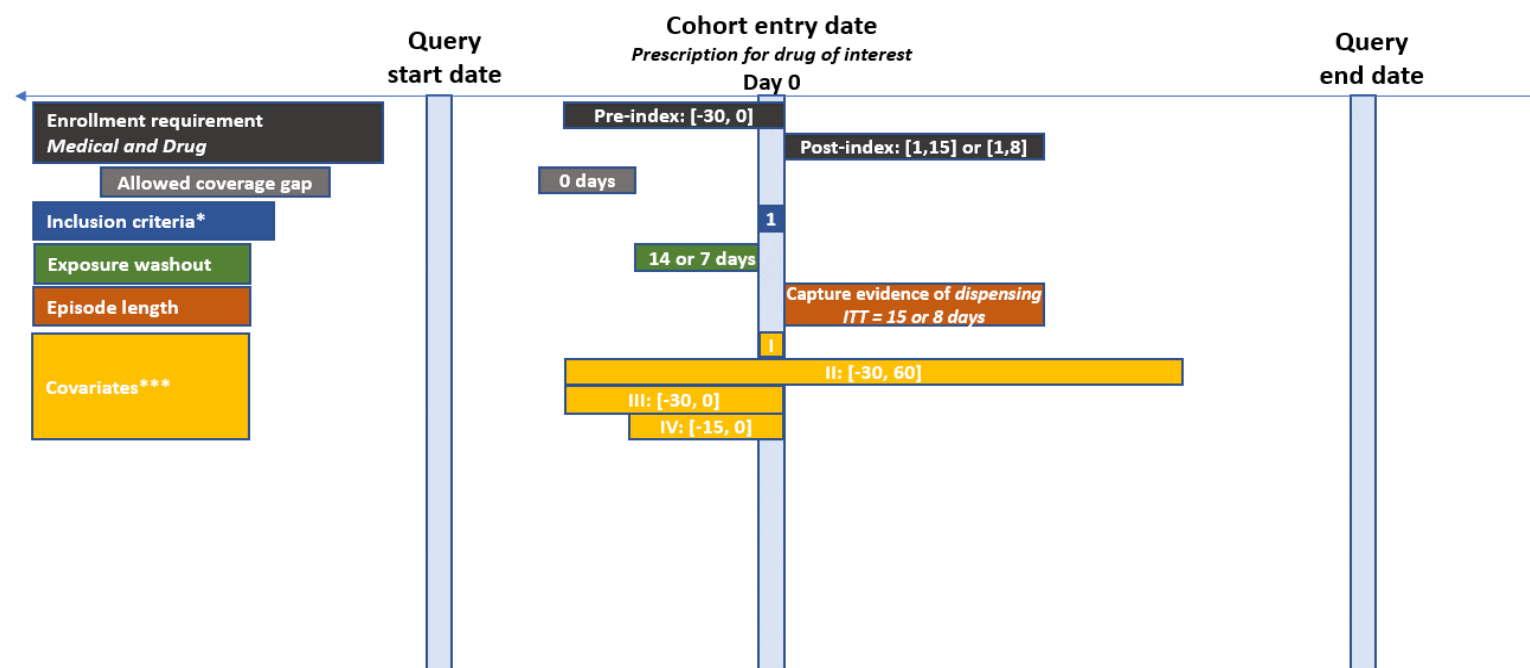 Query
start date
Cohort entry date
Prescription for drug of interest
Day 0
Query
end date
Enrollment requirement
Medical and Drug
Pre-index: [-30, 0]
Post-index: [1,15] or [1,8]
Allowed coverage gap
0 days
Inclusion criteria*
1
Exposure washout
14 or 7 days
Episode length
Capture evidence of dispensing
ITT = 15 or 8 days
Covariates***
I
II: [-30, 60]
III: [-30, 0]
IV: [-15, 0]